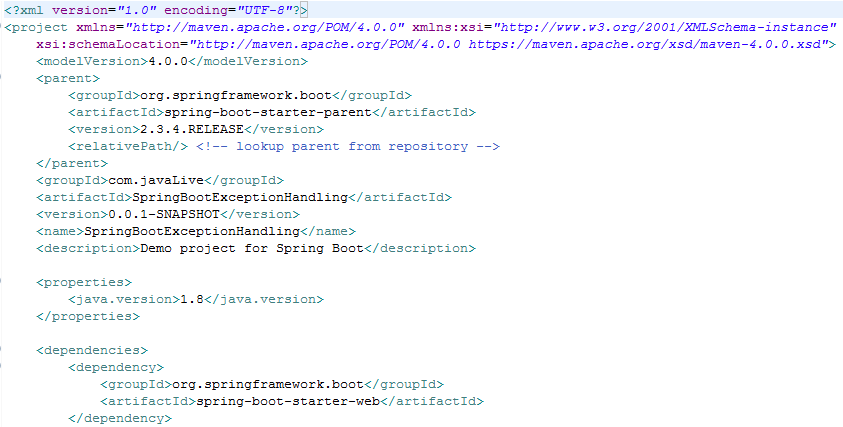 <?xml version="1.0" encoding="UTF-8"?>
<project xmlns="http://maven.apache.org/POM/4.0.0" xmlns:xsi="http://www.w3.org/2001/XMLSchema-instance"
    xsi:schemaLocation="http://maven.apache.org/POM/4.0.0 https://maven.apache.org/xsd/maven-4.0.0.xsd">
    <modelVersion>4.0.0</modelVersion>
    <parent>
        <groupId>org.springframework.boot</groupId>
        <artifactId>spring-boot-starter-parent</artifactId>
        <version>2.3.4.RELEASE</version>
        <relativePath/> <!-- lookup parent from repository -->
    </parent>
    <groupId>com.javaLive</groupId>
    <artifactId>SpringBootExceptionHandling</artifactId>
    <version>0.0.1-SNAPSHOT</version>
    <name>SpringBootExceptionHandling</name>
    <description>Demo project for Spring Boot</description>

    <properties>
        <java.version>1.8</java.version>
    </properties>

    <dependencies>
        <dependency>
            <groupId>org.springframework.boot</groupId>
            <artifactId>spring-boot-starter-web</artifactId>
        </dependency>